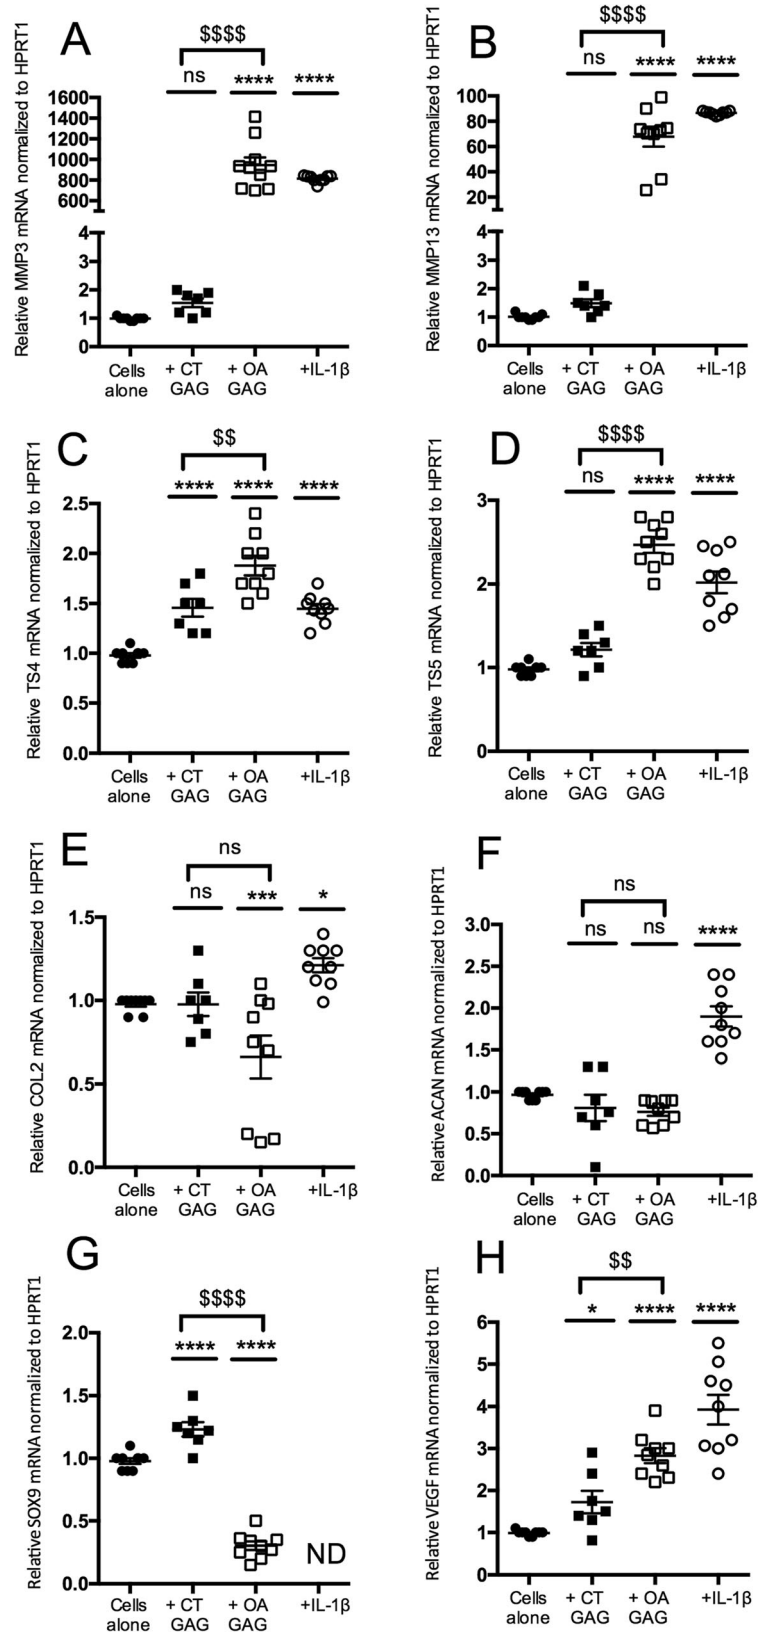 A
$$$$
ns
****
****
Relative MMP3 mRNA normalized to HPRT1
1600
1400
1200
1000
800
600
4
3
2
1
0
Cells alone
+ CT GAG
+ OA GAG
+IL-1β
B
$$$$
ns
****
****
Relative MMP13 mRNA normalized to HPRT1
100
80
60
40
20
4
3
2
1
0
Cells alone
+ CT GAG
+ OA GAG
+IL-1β
C
$$
****
****
****
Relative TS4 mRNA normalized to HPRT1
2.5
2.0
1.5
1.0
0.5
0.0
Cells alone
+ CT GAG
+ OA GAG
+IL-1β
D
$$$$
ns
****
****
Relative TS5 mRNA normalized to HPRT1
3
2
1
0
Cells alone
+ CT GAG
+ OA GAG
+IL-1β
E
ns
ns
***
*
Relative COL2 mRNA normalized to HPRT1
1.5
1.0
0.5
0.0
Cells alone
+ CT GAG
+ OA GAG
+IL-1β
F
ns
ns
ns
****
Relative ACAN mRNA normalized to HPRT1
3.0
2.5
2.0
1.5
1.0
0.5
0.0
Cells alone
+ CT GAG
+ OA GAG
+IL-1β
G
$$$$
****
****
Relative SOX9 mRNA normalized to HPRT1
2.0
1.5
1.0
0.5
0.0
ND
Cells alone
+ CT GAG
+ OA GAG
+IL-1β
H
$$
*
****
****
Relative VEGF mRNA normalized to HPRT1
6
5
4
3
2
1
0
Cells alone
+ CT GAG
+ OA GAG
+IL-1β